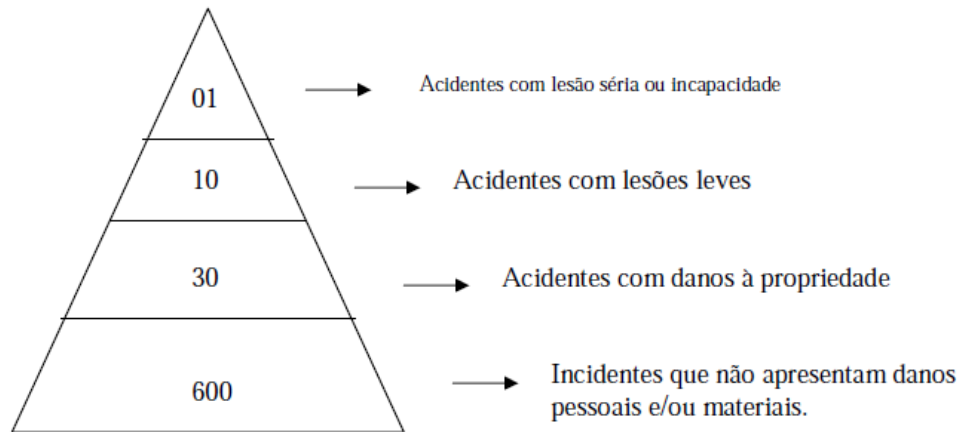 01
Acidentes com lesão séria ou incapacidade
10
Acidentes com lesões leves
30
Acidentes com danos à propriedade
600
Incidentes que não apresentam danos
pessoais e/ou materiais.